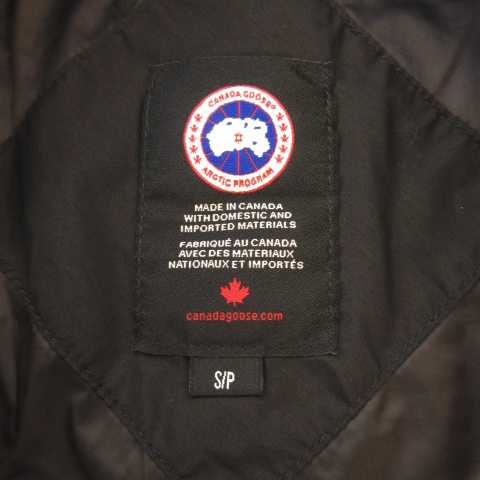 CANADA GOOSE®
ARCTIC PROGRAM
MADE IN CANADA
WITH DOMESTIC AND
IMPORTED MATERIALS
FABRIQUÉ AU CANADA
AVEC DES MATERIAUX
NATIONAUX ET IMPORTÉS
canadagoose.com
S/P